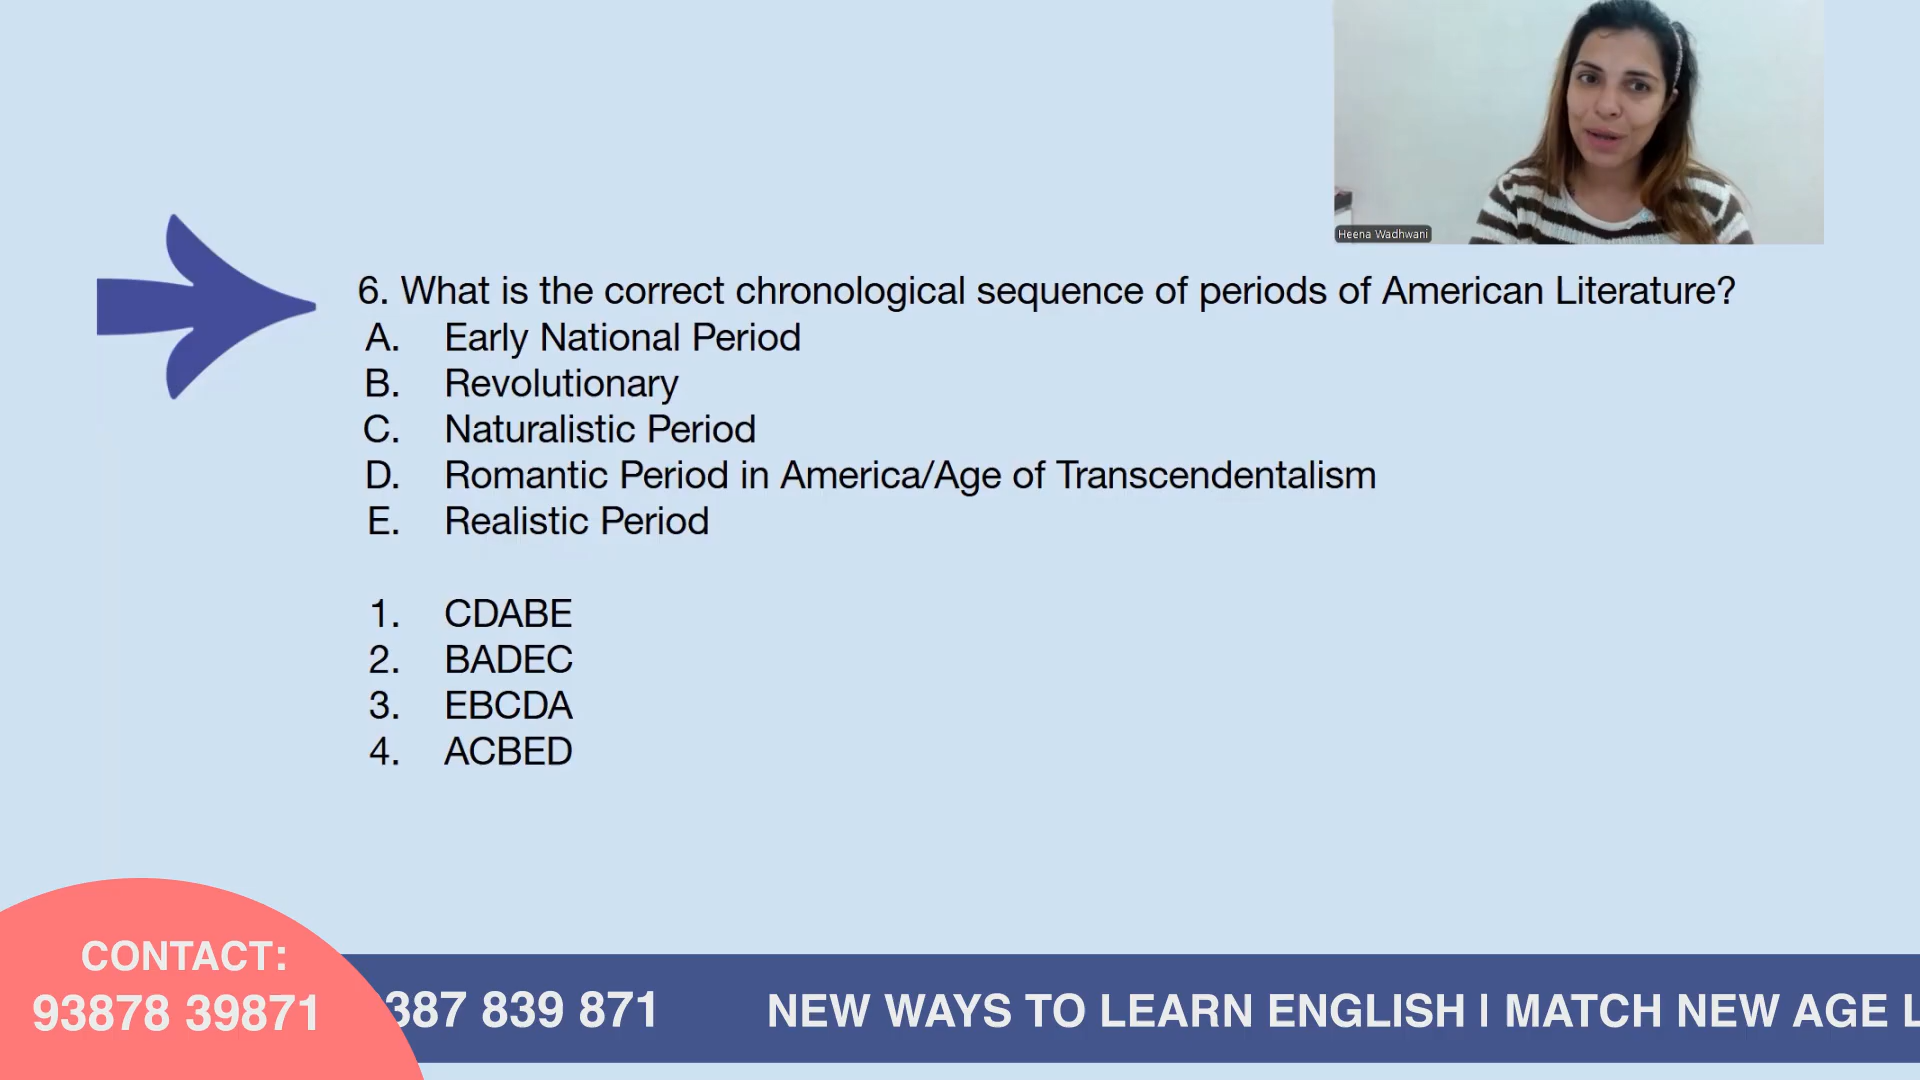 Heena Wadhwani
6. What is the correct chronological sequence of periods of American Literature?
A. Early National Period
B. Revolutionary
C. Naturalistic Period
D. Romantic Period in America/Age of Transcendentalism
E. Realistic Period
1. CDABE
2. BADEC
3. EBCDA
4. ACBED
CONTACT:
93878 39871
387 839 871 NEW WAYS TO LEARN ENGLISH | MATCH NEW AGE L